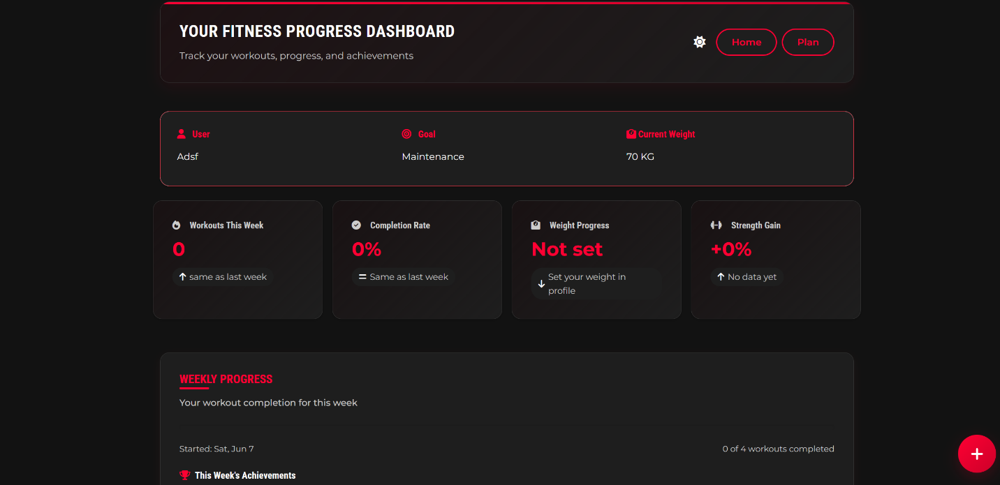 YOUR FITNESS PROGRESS DASHBOARD
Track your workouts, progress, and achievements
Home
Plan
User
Goal
Current Weight
Adsf
Maintenance
70 KG
Workouts This Week
Completion Rate
Weight Progress
Strength Gain
0
0%
Not set
+0%
same as last week
Same as last week
Set your weight in
profile
No data yet
WEEKLY PROGRESS
Your workout completion for this week
Started: Sat, Jun 7
0 of 4 workouts completed
This Week's Achievements